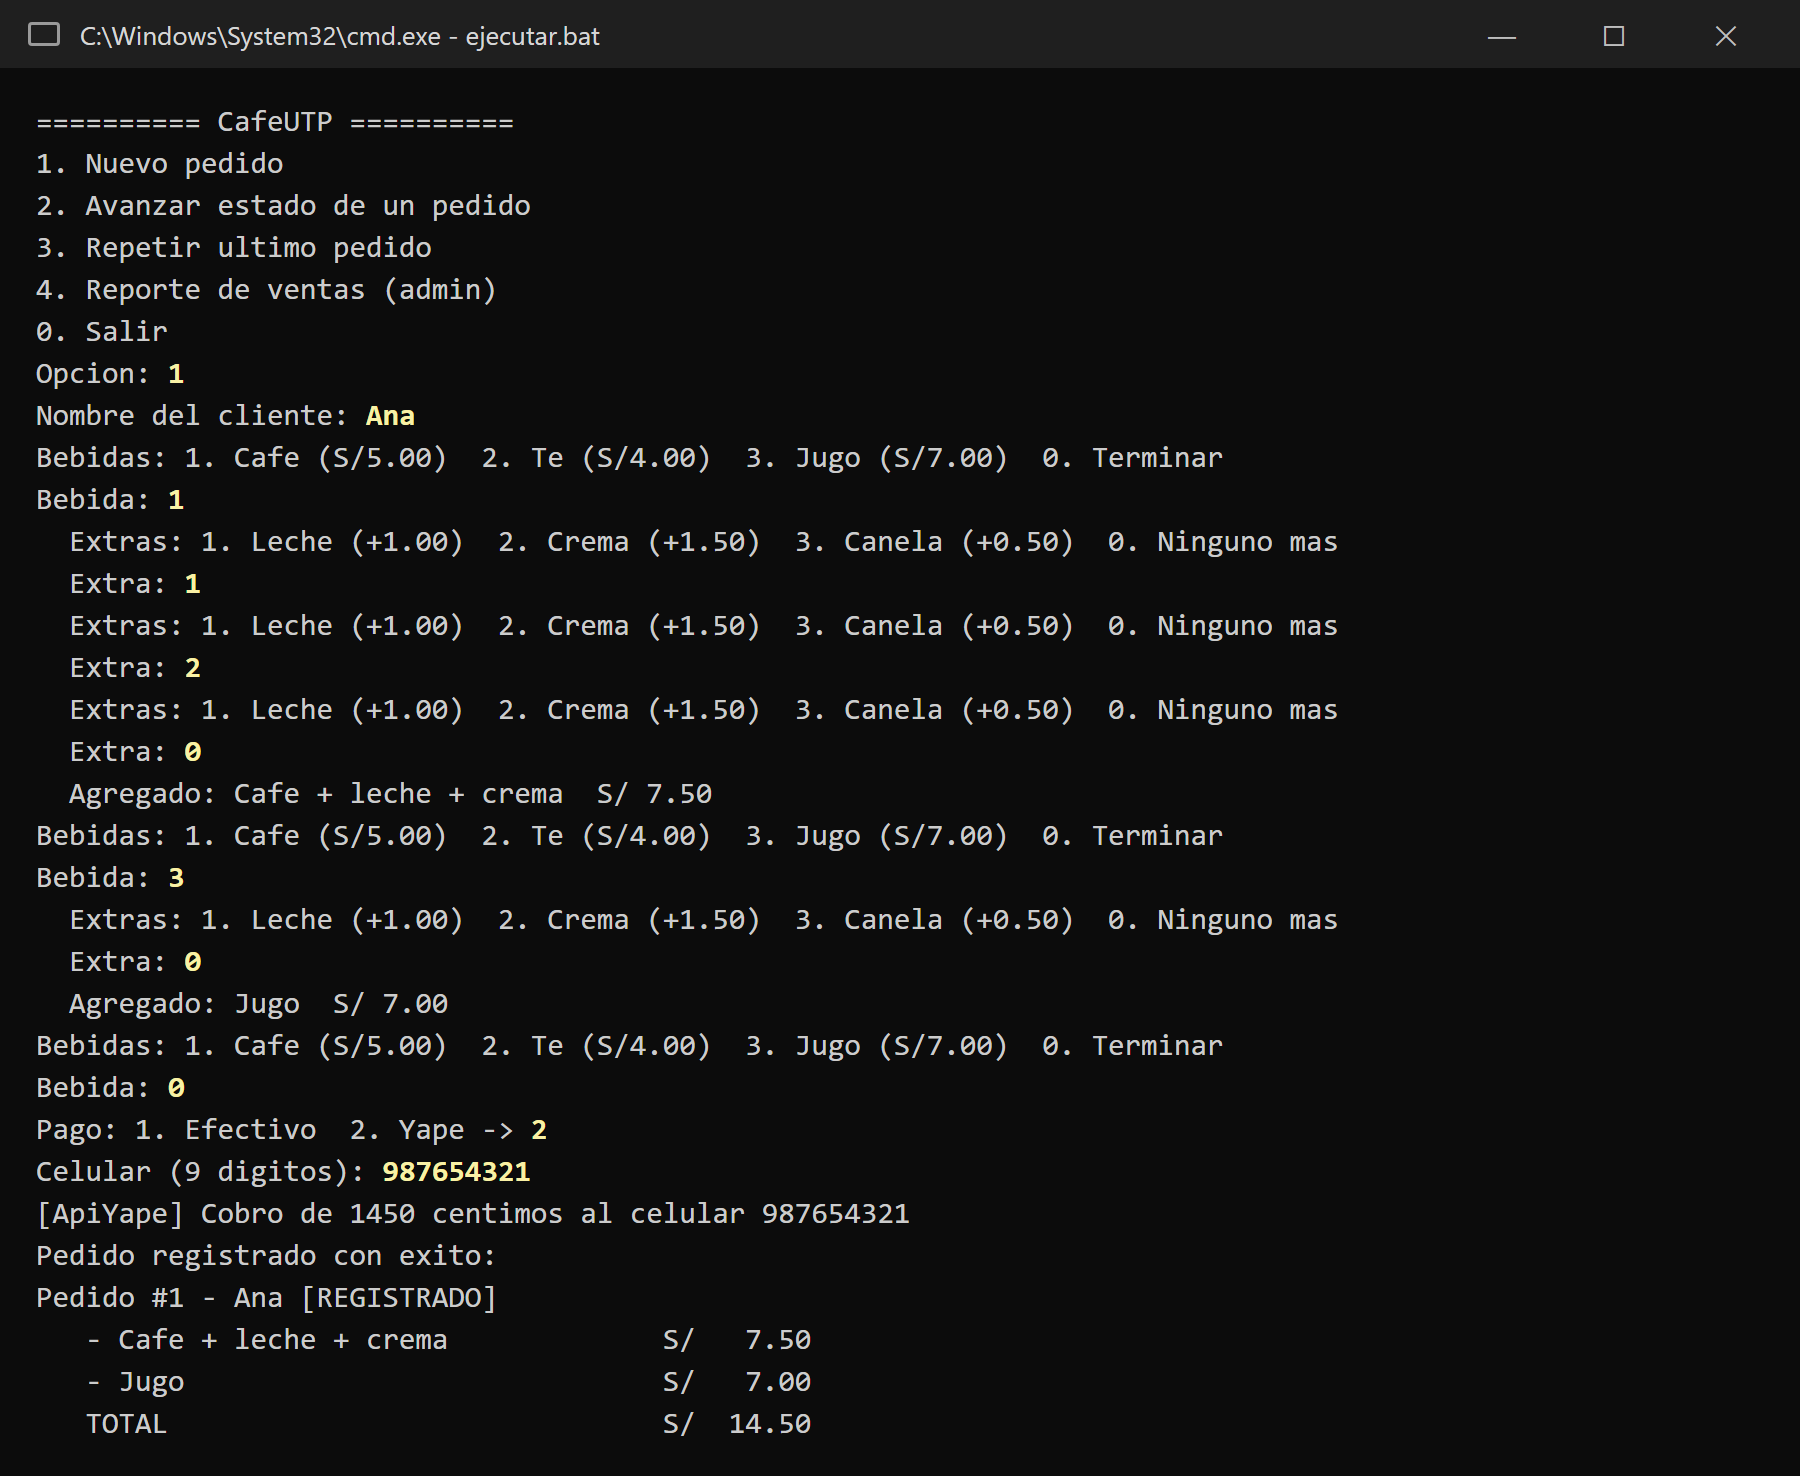 C:\Windows\System32\cmd.exe - ejecutar.bat
========== CafeUTP ==========
1. Nuevo pedido
2. Avanzar estado de un pedido
3. Repetir ultimo pedido
4. Reporte de ventas (admin)
0. Salir
Opcion: 1
Nombre del cliente: Ana
Bebidas: 1. Cafe (S/5.00)  2. Te (S/4.00)  3. Jugo (S/7.00)  0. Terminar
Bebida: 1
  Extras: 1. Leche (+1.00)  2. Crema (+1.50)  3. Canela (+0.50)  0. Ninguno mas
  Extra: 1
  Extras: 1. Leche (+1.00)  2. Crema (+1.50)  3. Canela (+0.50)  0. Ninguno mas
  Extra: 2
  Extras: 1. Leche (+1.00)  2. Crema (+1.50)  3. Canela (+0.50)  0. Ninguno mas
  Extra: 0
  Agregado: Cafe + leche + crema  S/ 7.50
Bebidas: 1. Cafe (S/5.00)  2. Te (S/4.00)  3. Jugo (S/7.00)  0. Terminar
Bebida: 3
  Extras: 1. Leche (+1.00)  2. Crema (+1.50)  3. Canela (+0.50)  0. Ninguno mas
  Extra: 0
  Agregado: Jugo  S/ 7.00
Bebidas: 1. Cafe (S/5.00)  2. Te (S/4.00)  3. Jugo (S/7.00)  0. Terminar
Bebida: 0
Pago: 1. Efectivo  2. Yape -> 2
Celular (9 digitos): 987654321
[ApiYape] Cobro de 1450 centimos al celular 987654321
Pedido registrado con exito:
Pedido #1 - Ana [REGISTRADO]
   - Cafe + leche + crema             S/   7.50
   - Jugo                             S/   7.00
   TOTAL                              S/  14.50